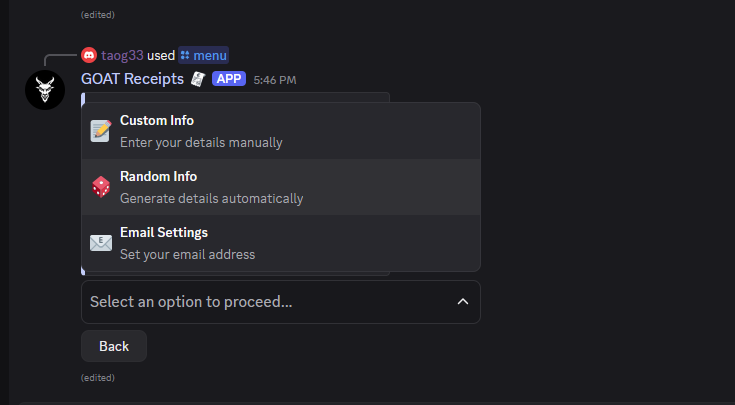 (edited)
taog33 used menu
GOAT Receipts APP 5:46 PM
Custom Info
Enter your details manually
Random Info
Generate details automatically
Email Settings
Set your email address
Select an option to proceed...
Back
(edited)